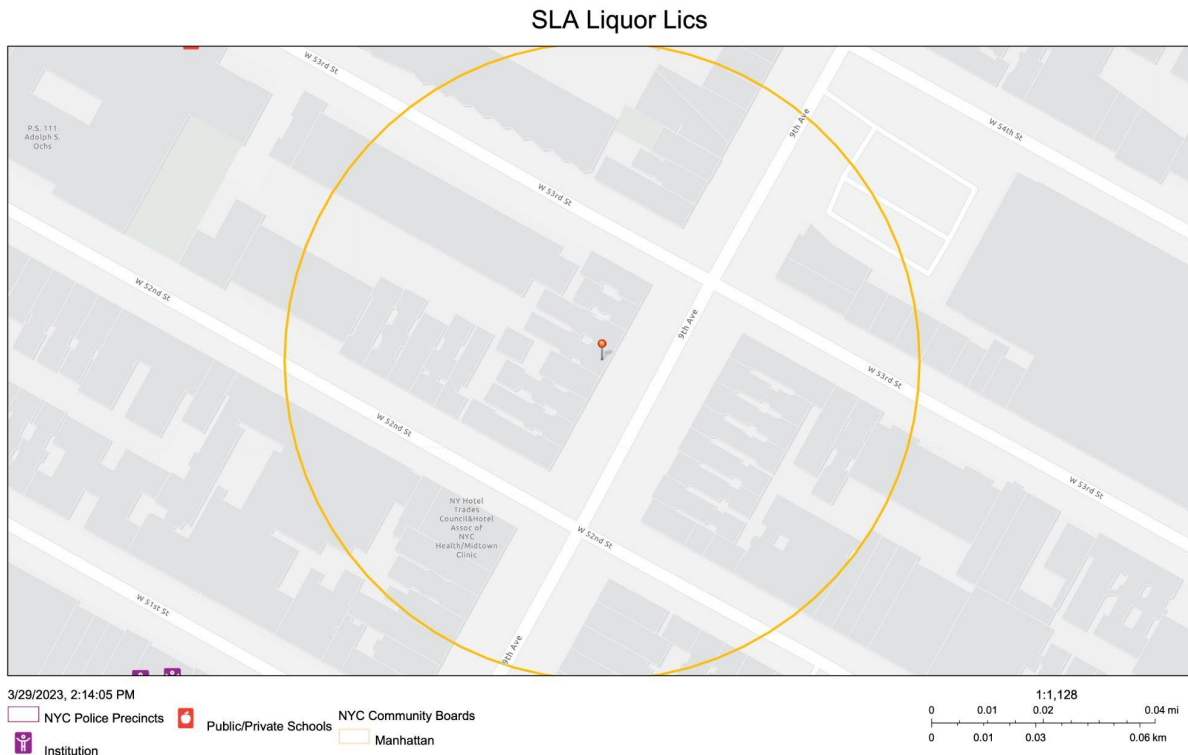 SLA Liquor Lics
W 53rd St
9th Ave
W 54th St
P.S. 111
Adolph S.
Ochs
W 53rd St
W 52nd St
9th Ave
W 53rd St
W 52nd St
W 53rd St
NY Hotel
Trades
Council&Hotel
Assoc of
NYC
Health/Midtown
Clinic
W 52nd St
W 51st St
9th Ave
3/29/2023, 2:14:05 PM
NYC Police Precincts
Public/Private Schools
NYC Community Boards
Manhattan
Institution
1:1,128
0 0.01 0.02 0.04 mi
0 0.01 0.03 0.06 km